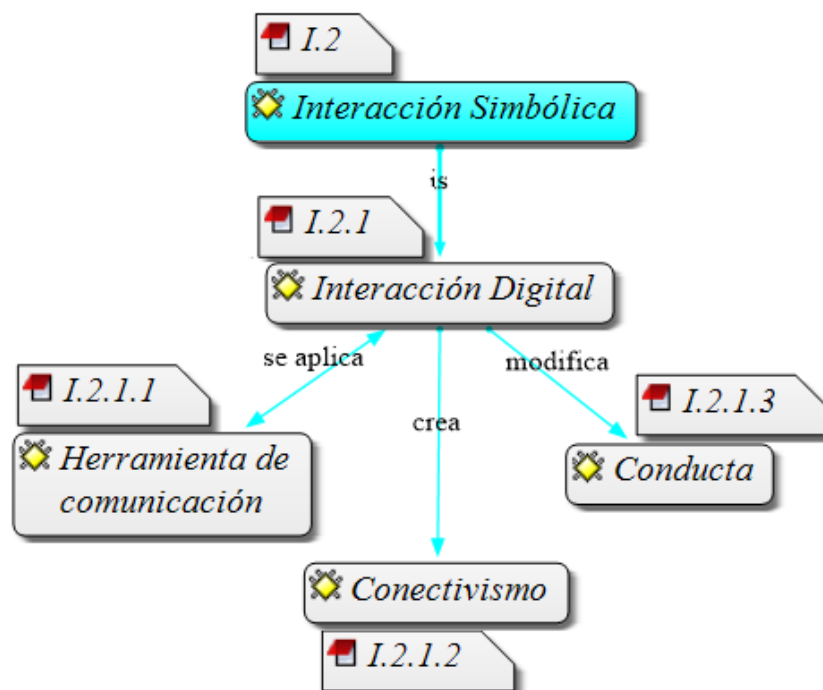 I.2
Interacción Simbólica
is
I.2.1
Interacción Digital
se aplica
modifica
crea
I.2.1.1
Herramienta de
comunicación
I.2.1.3
Conducta
Conectivismo
I.2.1.2